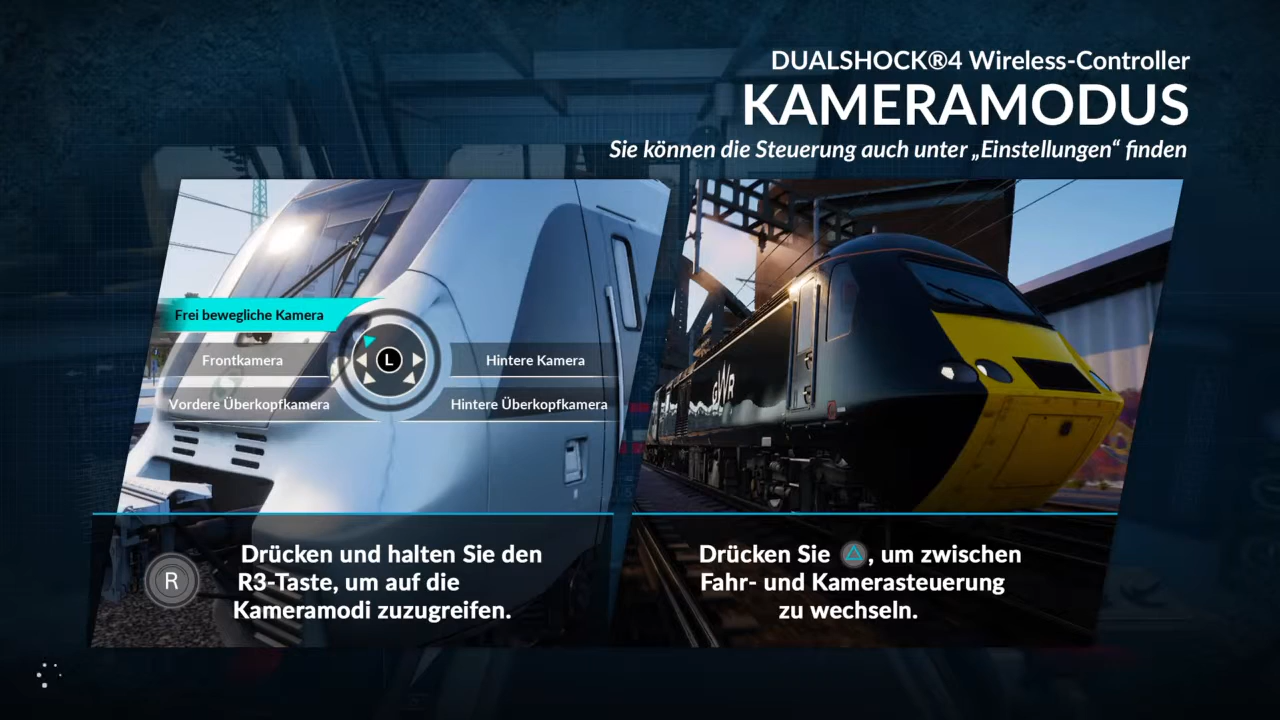 DUALSHOCK®4 Wireless-Controller
KAMERAMODUS
Sie können die Steuerung auch unter „Einstellungen“ finden
Frei bewegliche Kamera
Frontkamera
Hintere Kamera
L
Vordere Überkopfkamera
Hintere Überkopfkamera
GWR
R
Drücken und halten Sie den
R3-Taste, um auf die
Kameramodi zuzugreifen.
Drücken Sie , um zwischen
Fahr- und Kamerasteuerung
zu wechseln.